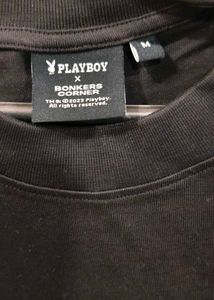 PLAYBOY
X
BONKERS
CORNER
TM & ©2023 Playboy.
All rights reserved.
M